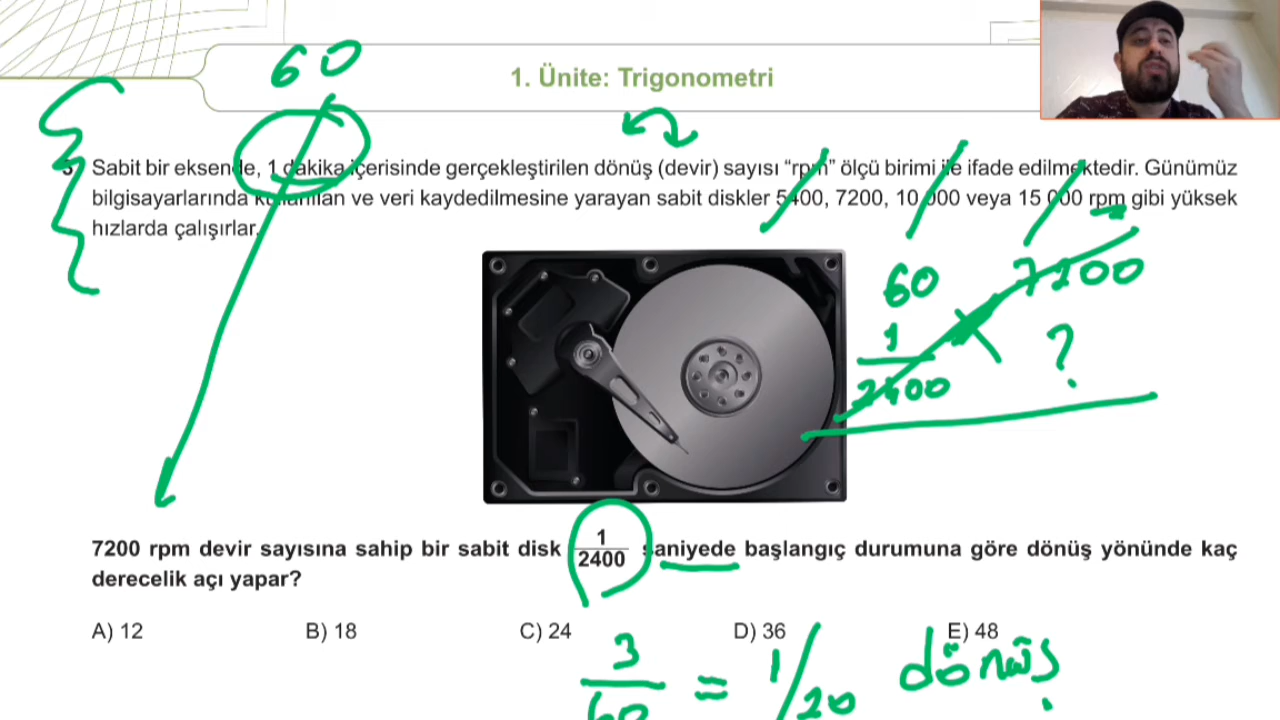 60
1. Ünite: Trigonometri
3. Sabit bir eksende, 1 dakika içerisinde gerçekleştirilen dönüş (devir) sayısı “rpm” ölçü birimi ile ifade edilmektedir. Günümüz
bilgisayarlarında kullanılan ve veri kaydedilmesine yarayan sabit diskler 5400, 7200, 10 000 veya 15 000 rpm gibi yüksek
hızlarda çalışırlar.
60 7200
1/2400 ?
7200 rpm devir sayısına sahip bir sabit disk 1/2400 saniyede başlangıç durumuna göre dönüş yönünde kaç
derecelik açı yapar?
A) 12 B) 18 C) 24 D) 36 E) 48
3/60 = 1/20 dönüş